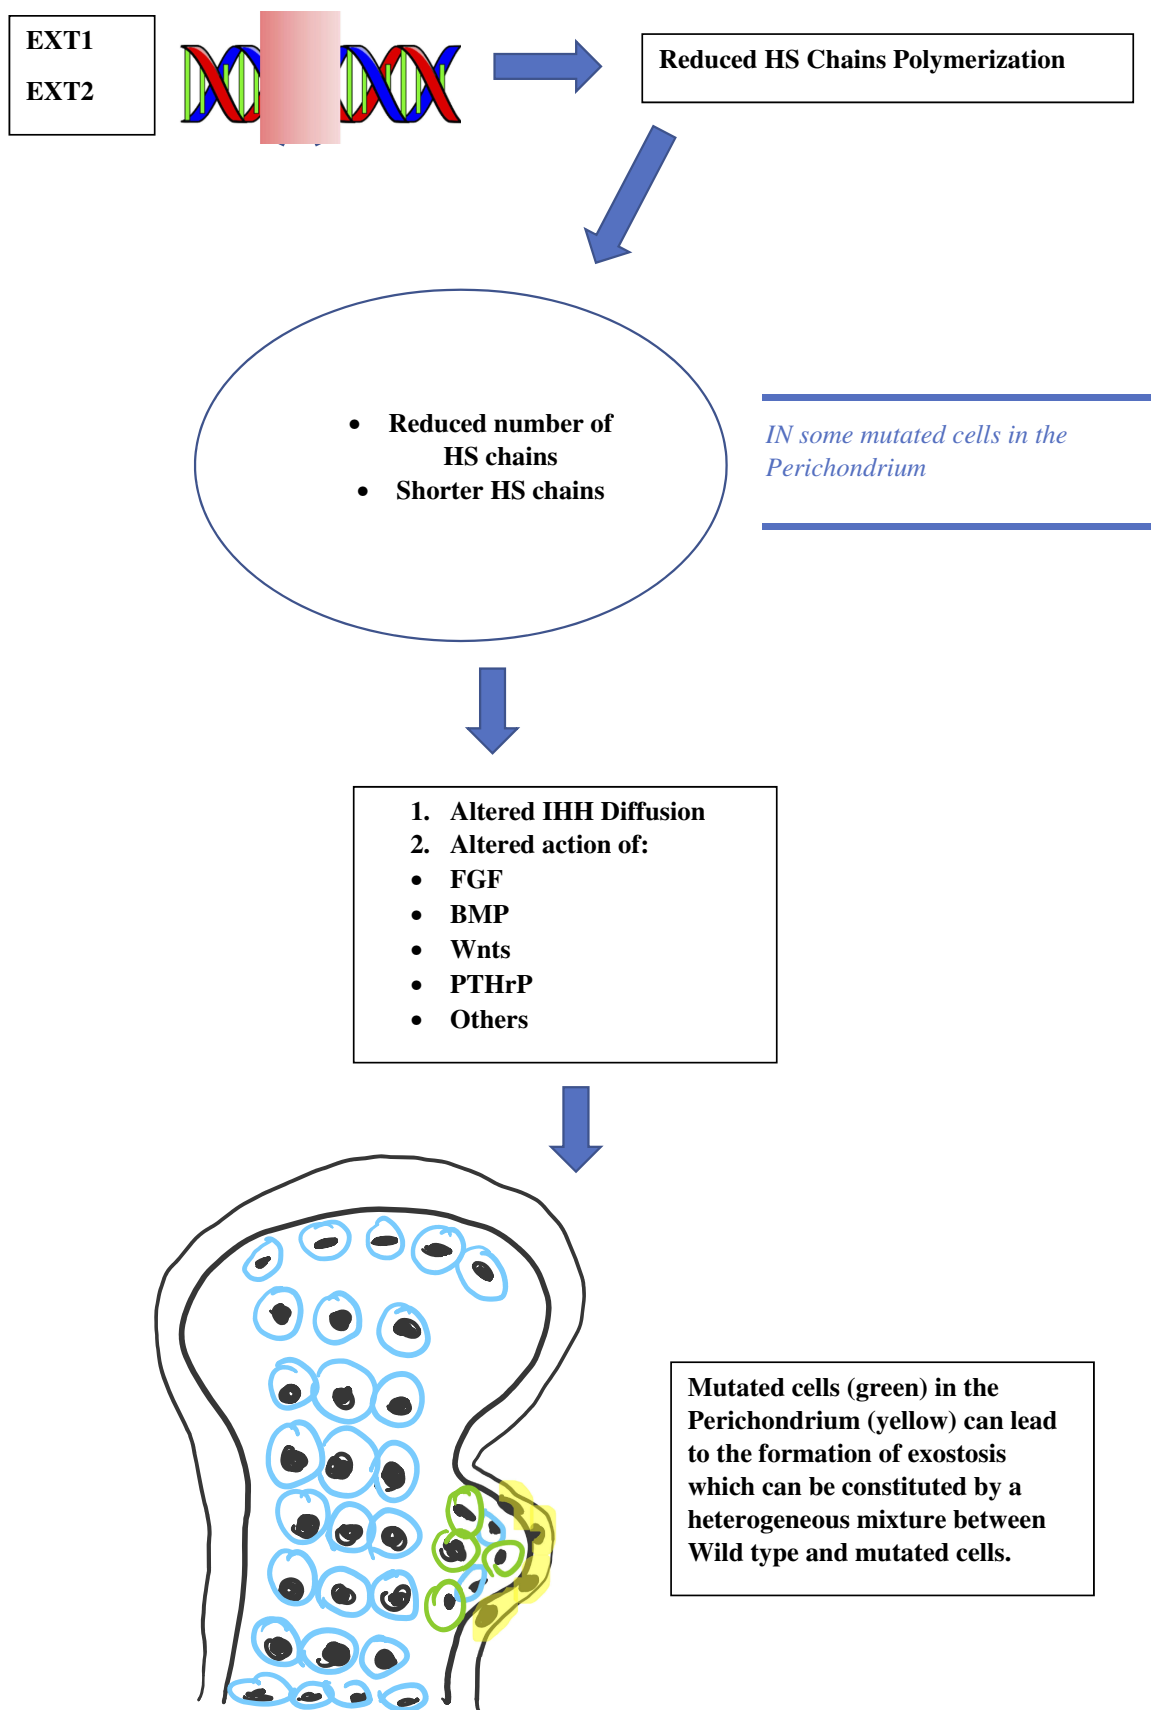 EXT1
EXT2
Reduced HS Chains Polymerization
• Reduced number of
HS chains
• Shorter HS chains
IN some mutated cells in the
Perichondrium
1. Altered IHH Diffusion
2. Altered action of:
• FGF
• BMP
• Wnts
• PTHrP
• Others
Mutated cells (green) in the
Perichondrium (yellow) can lead
to the formation of exostosis
which can be constituted by a
heterogeneous mixture between
Wild type and mutated cells.